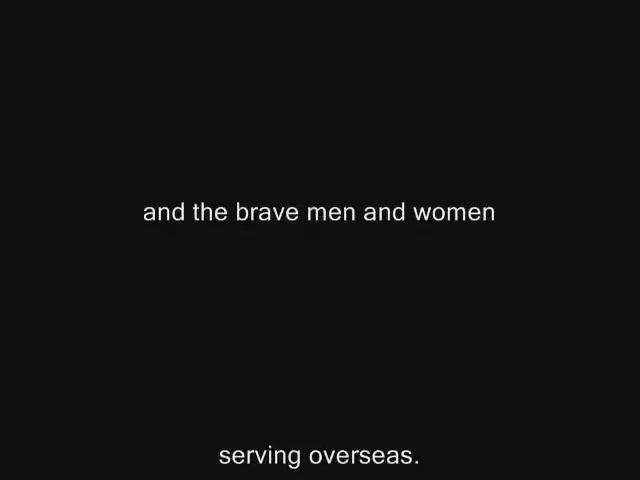 and the brave men and women
serving overseas.